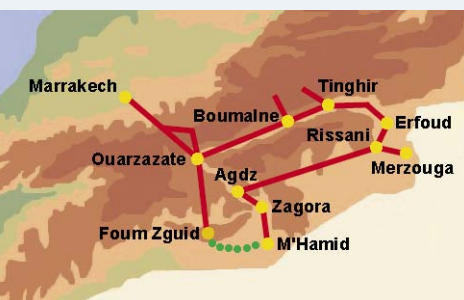 Marrakech
Tinghir
Boumalne
Erfoud
Rissani
Ouarzazate
Merzouga
Agdz
Zagora
Foum Zguid
M'Hamid